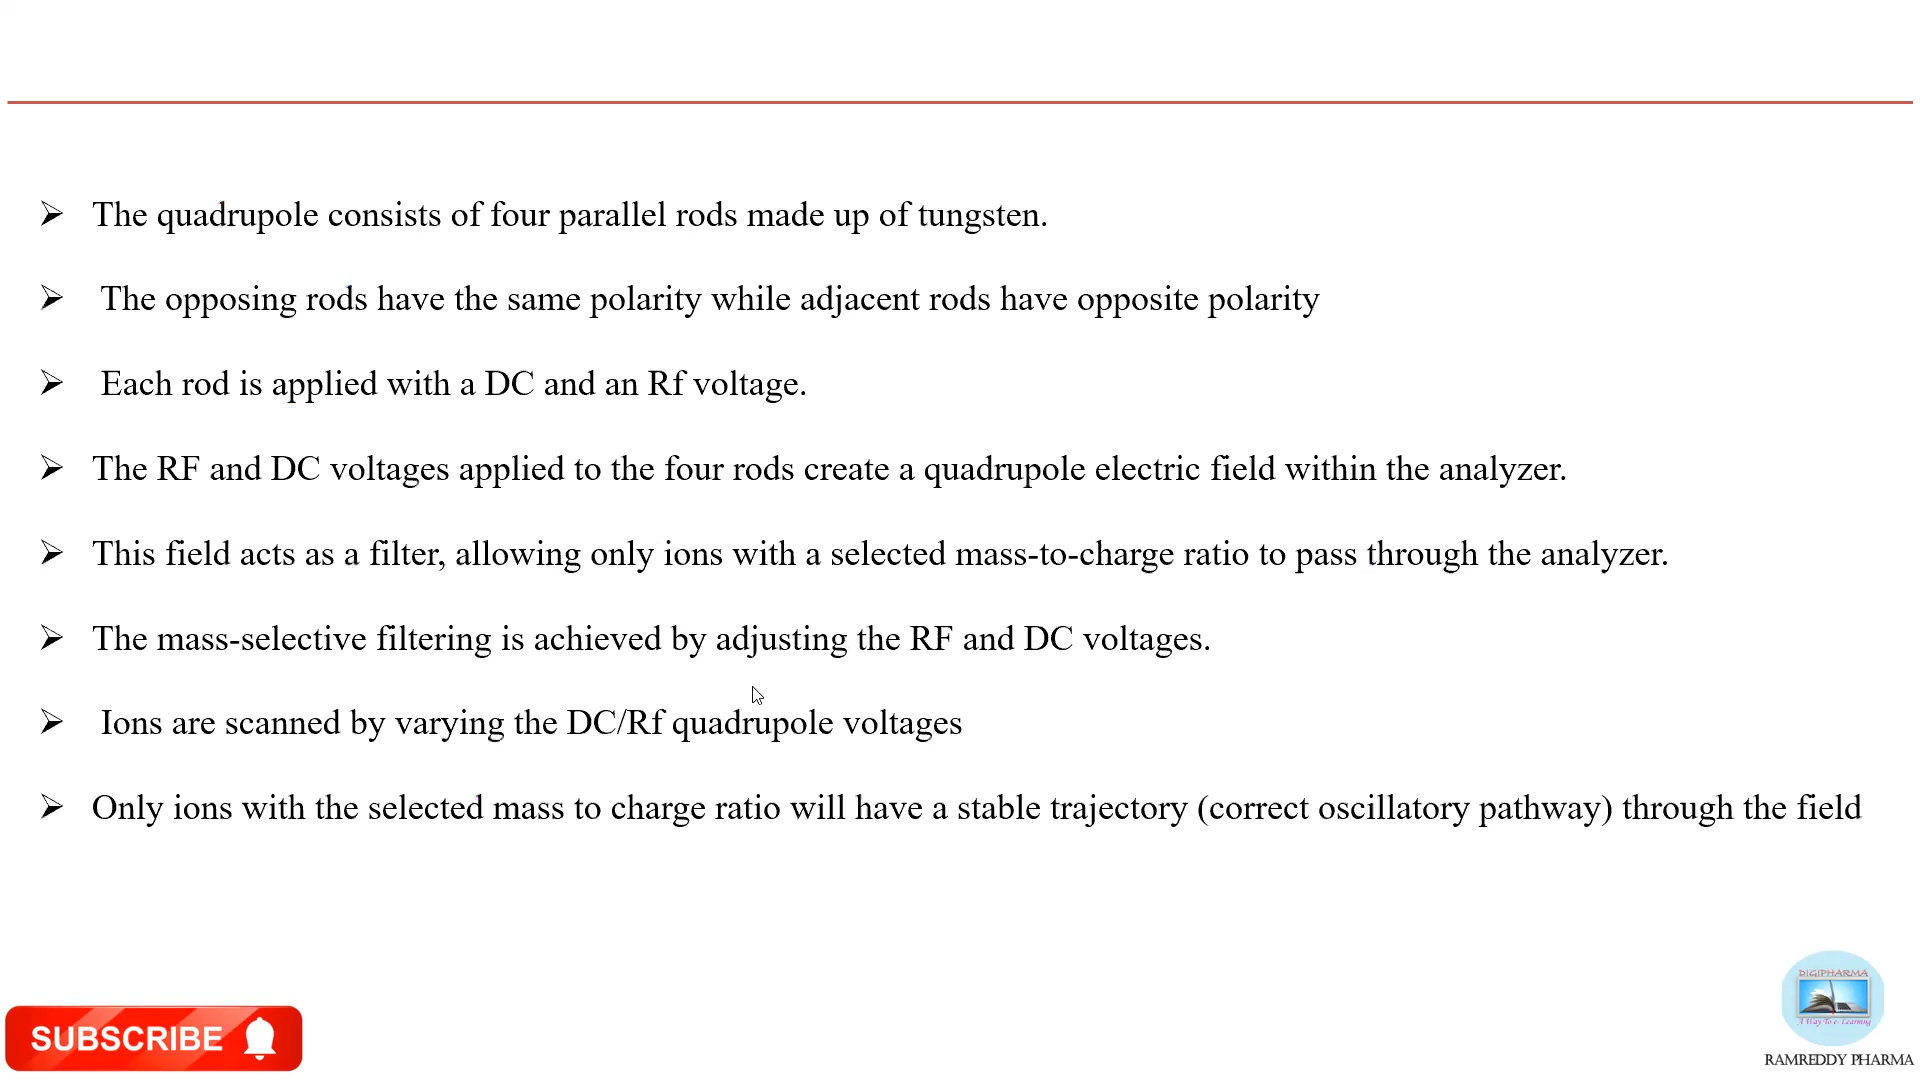 The quadrupole consists of four parallel rods made up of tungsten.
The opposing rods have the same polarity while adjacent rods have opposite polarity
Each rod is applied with a DC and an Rf voltage.
The RF and DC voltages applied to the four rods create a quadrupole electric field within the analyzer.
This field acts as a filter, allowing only ions with a selected mass-to-charge ratio to pass through the analyzer.
The mass-selective filtering is achieved by adjusting the RF and DC voltages.
Ions are scanned by varying the DC/Rf quadrupole voltages
Only ions with the selected mass to charge ratio will have a stable trajectory (correct oscillatory pathway) through the field
DIGIPHARMA
A Way To e-Learning
SUBSCRIBE
RAMREDDY PHARMA